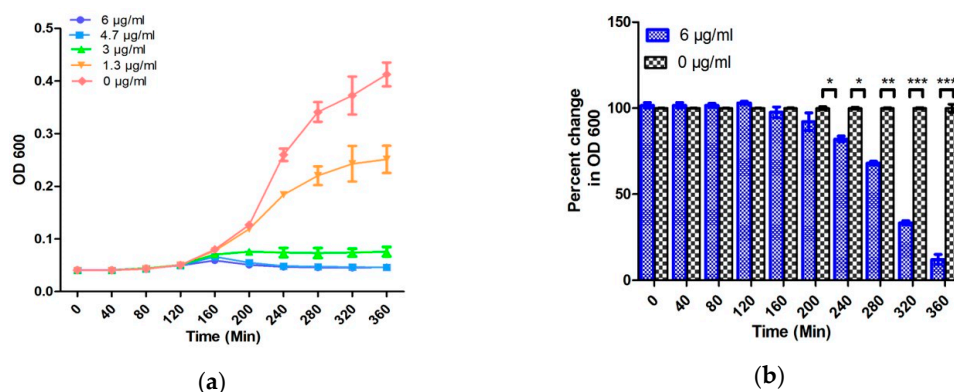 0.5
0.4
0.3
0.2
0.1
0.0
OD 600
6 µg/ml
4.7 µg/ml
3 µg/ml
1.3 µg/ml
0 µg/ml
0 40 80 120 160 200 240 280 320 360
Time (Min)
(a)
150
100
50
0
Percent change
in OD 600
6 µg/ml
0 µg/ml
* * ** *** ***
0 40 80 120 160 200 240 280 320 360
Time (Min)
(b)